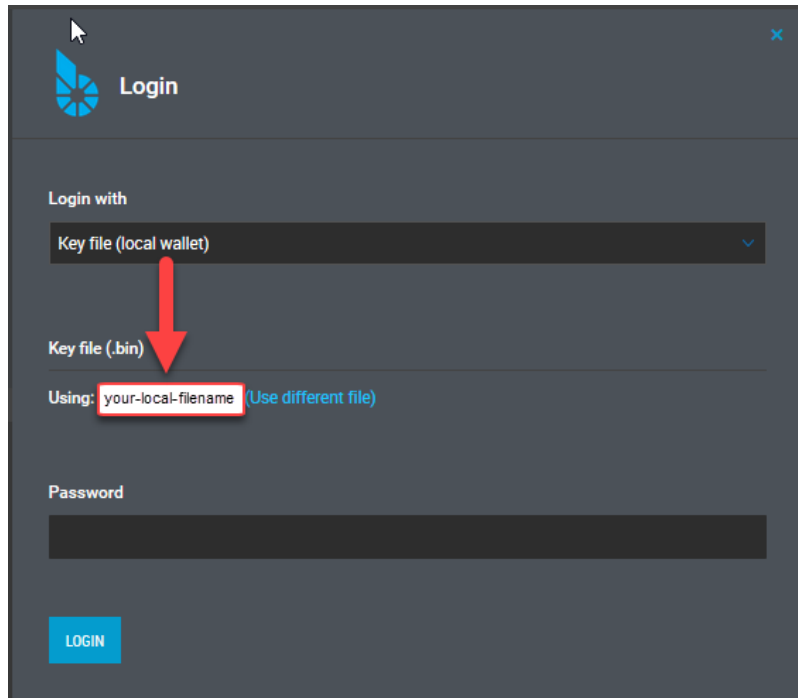 Login
Login with
Key file (local wallet)
Key file (.bin)
Using: your-local-filename (Use different file)
Password
LOGIN